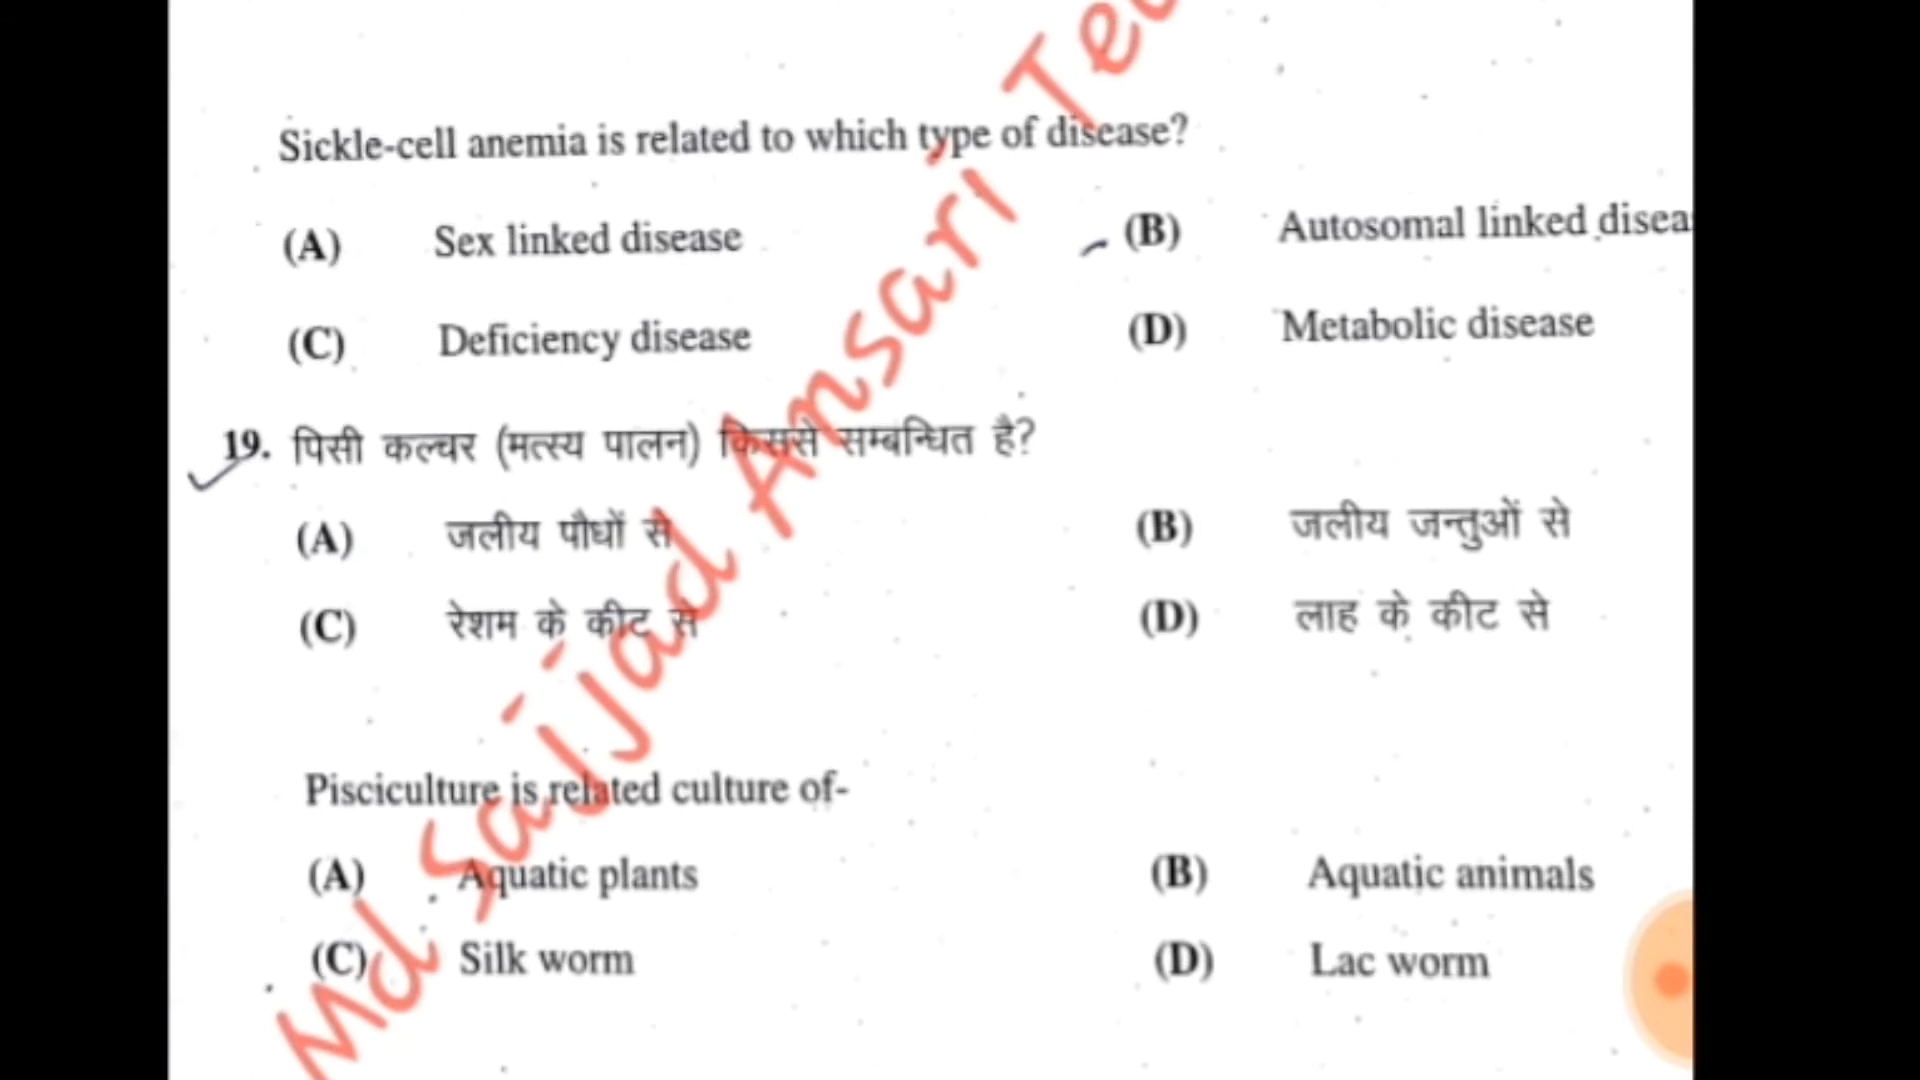 Sickle-cell anemia is related to which type of disease?
(A) Sex linked disease (B) Autosomal linked
(C) Deficiency disease (D) Metabolic disease
19. पिसी कल्चर (मत्स्य पालन) किससे सम्बन्धित है?
(A) जलीय पौधों से (B) जलीय जन्तुओं से
(C) रेशम के कीट से (D) लाह के कीट से
Pisciculture is related culture of-
(A) Aquatic plants (B) Aquatic animals
(C) Silk worm (D) Lac worm
Md Sajjad Ansari